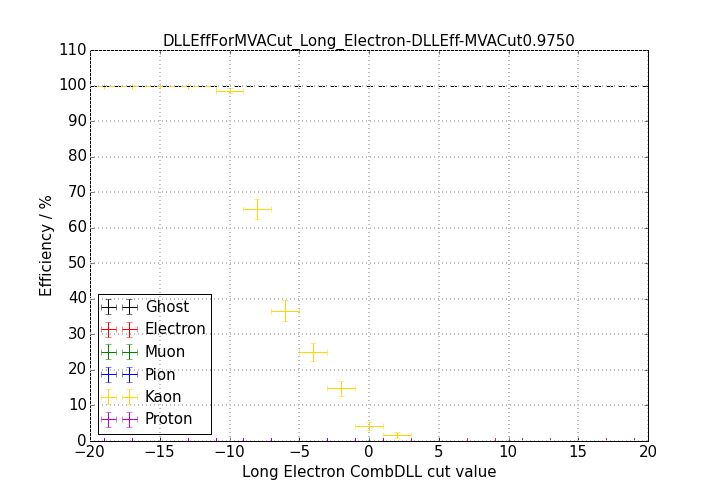 DLLEffForMVACut_Long_Electron-DLLEff-MVACut0.9750
110
100
90
80
70
60
50
40
30
20
10
0
Efficiency / %
Ghost
Electron
Muon
Pion
Kaon
Proton
−20 −15 −10 −5 0 5 10 15 20
Long Electron CombDLL cut value